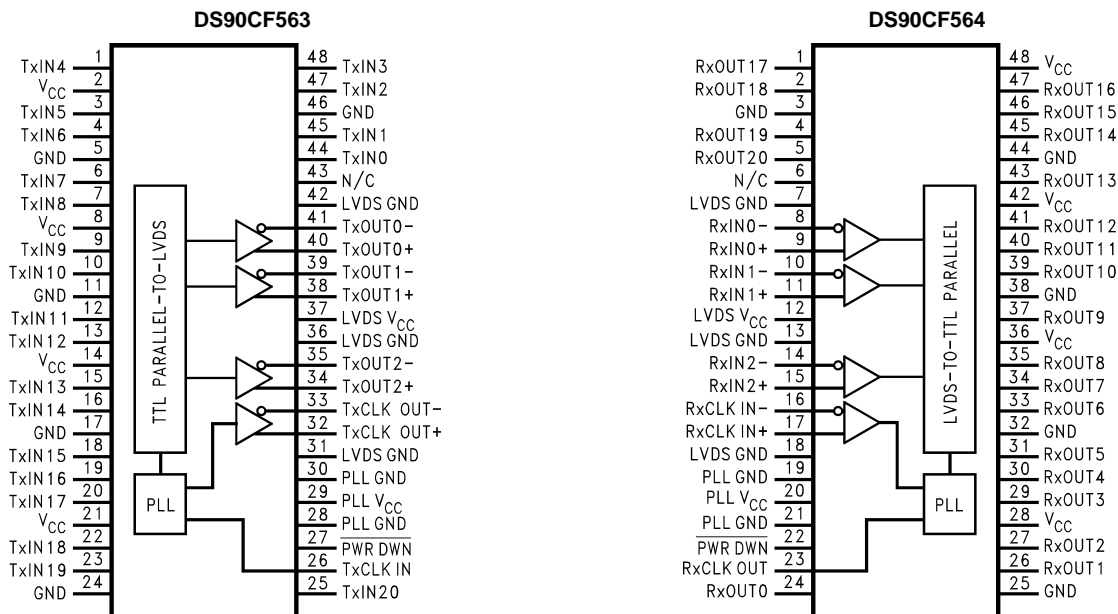 DS90CF563
TxIN4 1
VCC 2
TxIN5 3
TxIN6 4
GND 5
TxIN7 6
TxIN8 7
VCC 8
TxIN9 9
TxIN10 10
GND 11
TxIN11 12
TxIN12 13
VCC 14
TxIN13 15
TxIN14 16
GND 17
TxIN15 18
TxIN16 19
TxIN17 20
VCC 21
TxIN18 22
TxIN19 23
GND 24
TTL PARALLEL-TO-LVDS
PLL
48 TxIN3
47 TxIN2
46 GND
45 TxIN1
44 TxIN0
43 N/C
42 LVDS GND
41 TxOUT0-
40 TxOUT0+
39 TxOUT1-
38 TxOUT1+
37 LVDS VCC
36 LVDS GND
35 TxOUT2-
34 TxOUT2+
33 TxCLK OUT-
32 TxCLK OUT+
31 LVDS GND
30 PLL GND
29 PLL VCC
28 PLL GND
27 PWR DWN
26 TxCLK IN
25 TxIN20
DS90CF564
RxOUT17 1
RxOUT18 2
GND 3
RxOUT19 4
RxOUT20 5
N/C 6
LVDS GND 7
RxIN0- 8
RxIN0+ 9
RxIN1- 10
RxIN1+ 11
LVDS VCC 12
LVDS GND 13
RxIN2- 14
RxIN2+ 15
RxCLK IN- 16
RxCLK IN+ 17
LVDS GND 18
PLL GND 19
PLL VCC 20
PLL GND 21
PWR DWN 22
RxCLK OUT 23
RxOUT0 24
LVDS-TO-TTL PARALLEL
PLL
48 VCC
47 RxOUT16
46 RxOUT15
45 RxOUT14
44 GND
43 RxOUT13
42 VCC
41 RxOUT12
40 RxOUT11
39 RxOUT10
38 GND
37 RxOUT9
36 VCC
35 RxOUT8
34 RxOUT7
33 RxOUT6
32 GND
31 RxOUT5
30 RxOUT4
29 RxOUT3
28 VCC
27 RxOUT2
26 RxOUT1
25 GND